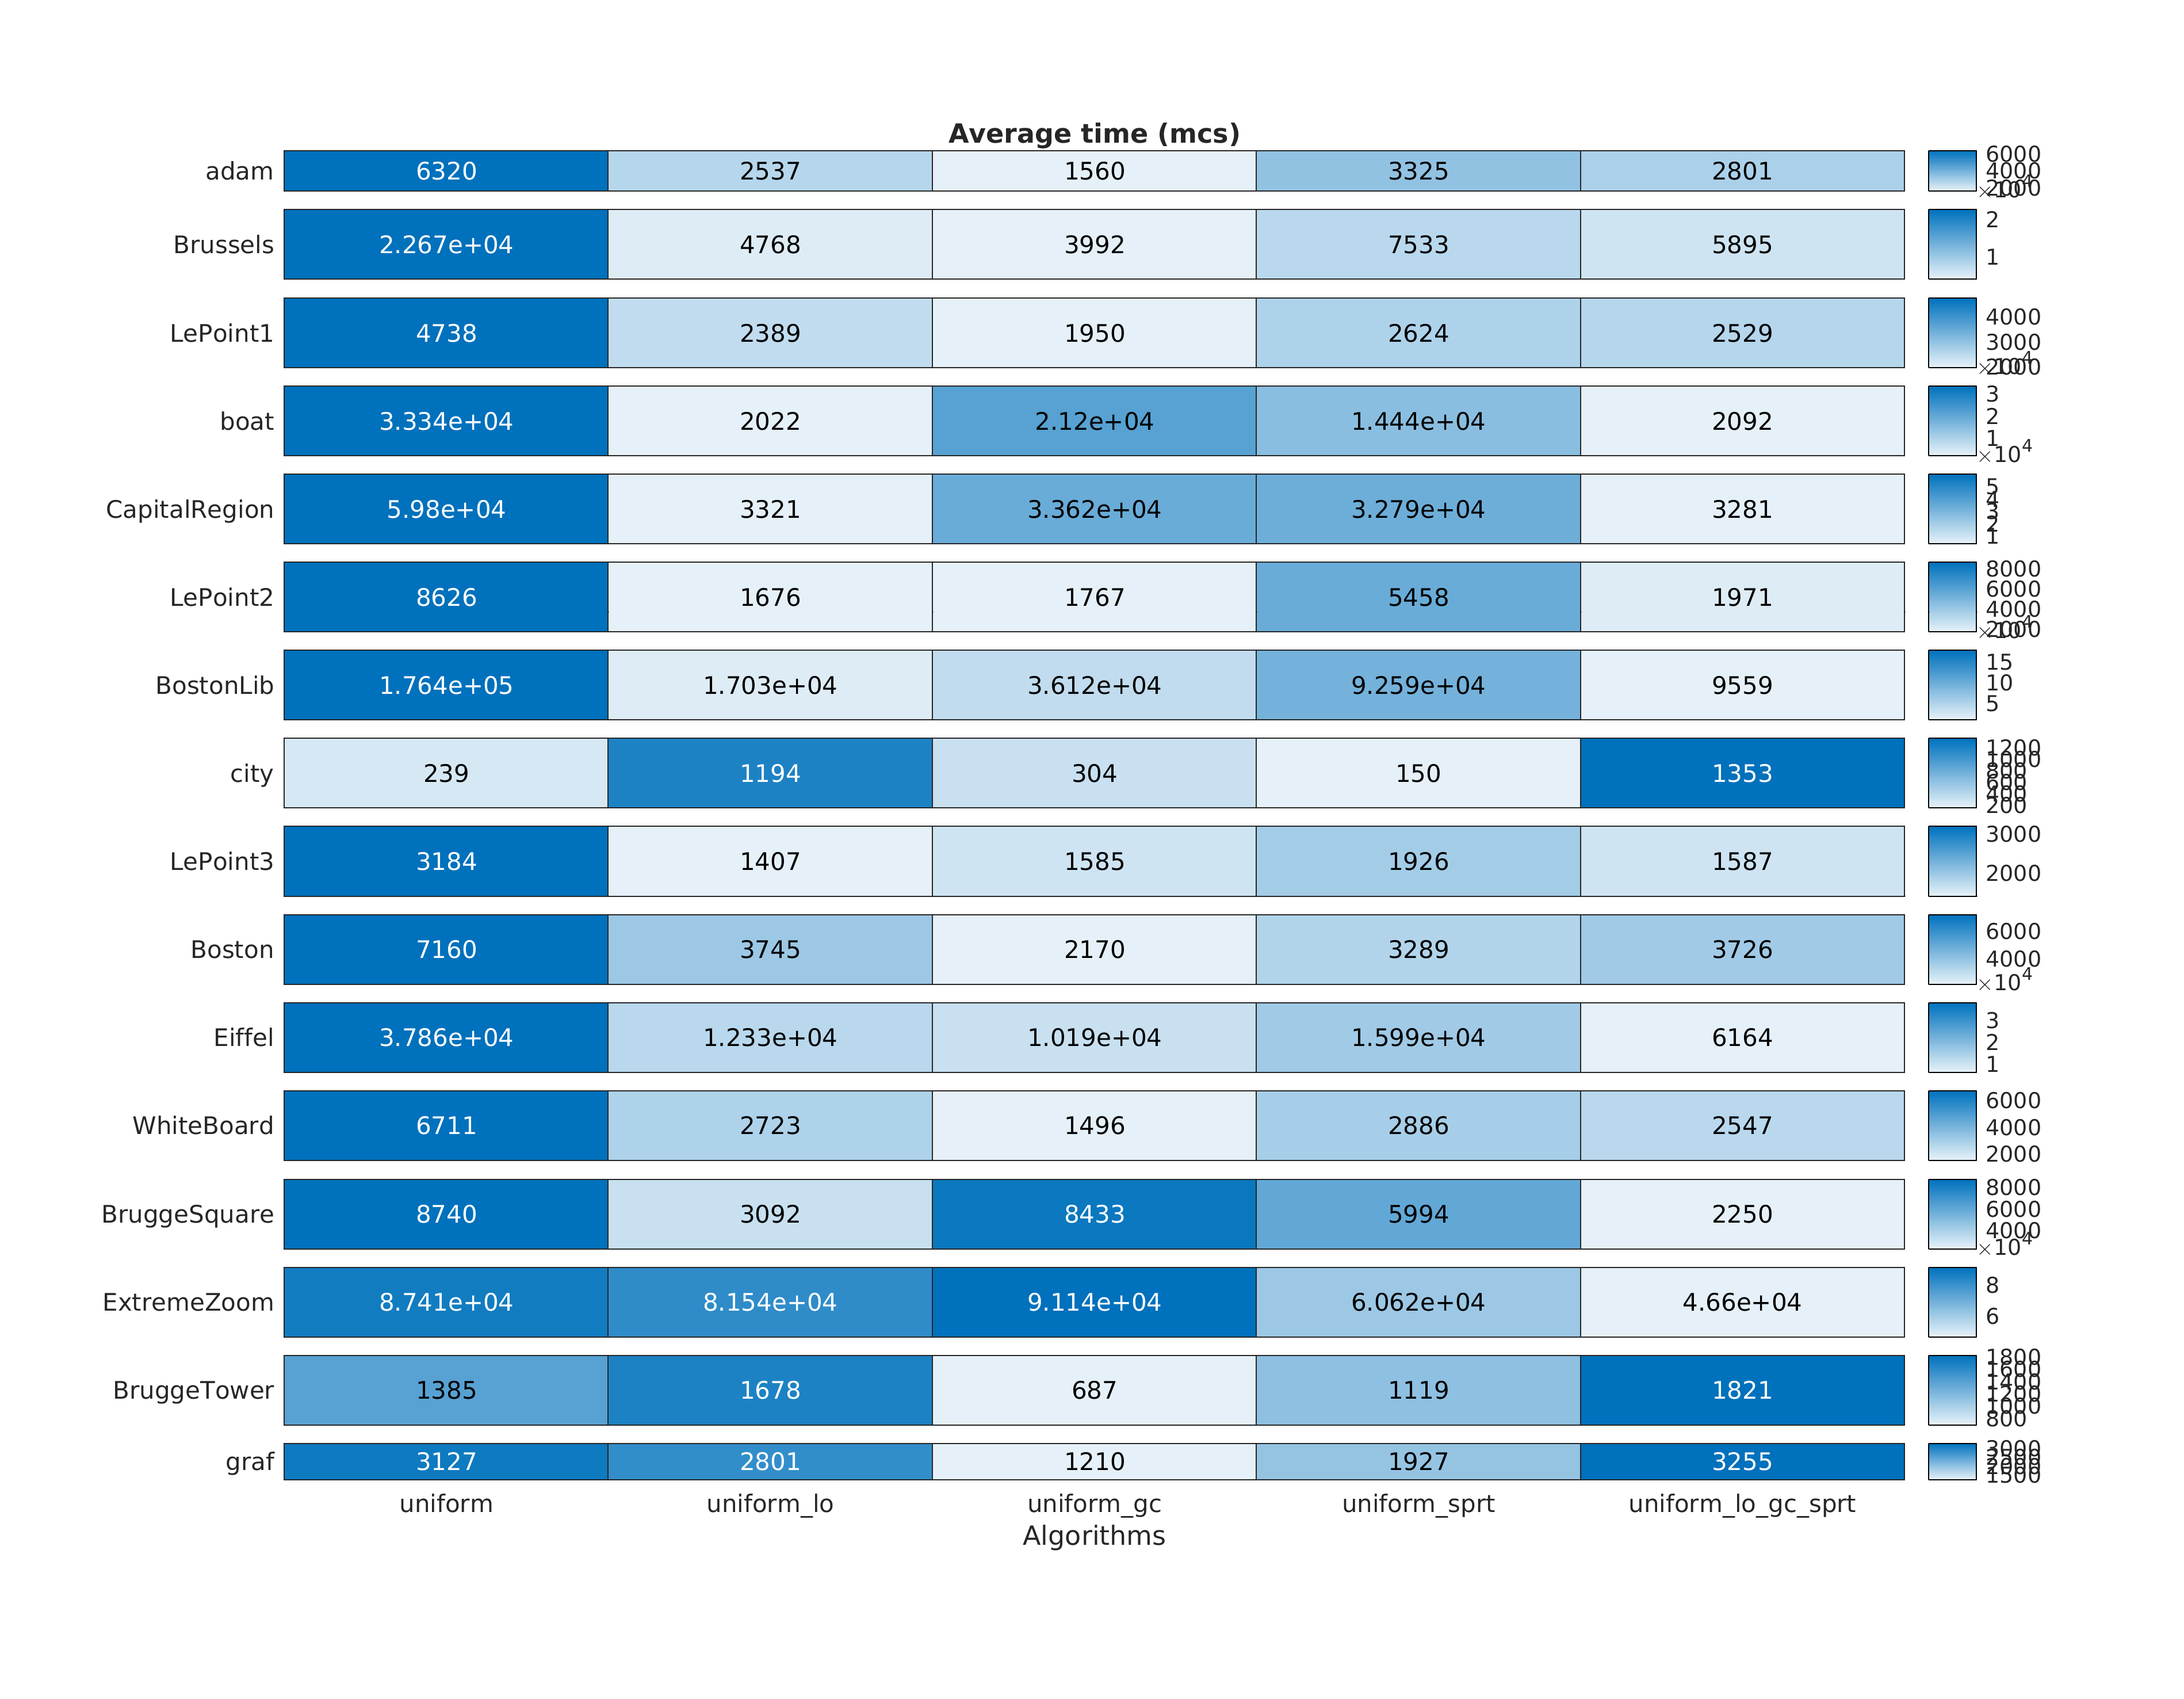 Average time (mcs)
adam 6320 2537 1560 3325 2801 6000 4000 2000
×10^4
Brussels 2.267e+04 4768 3992 7533 5895 2 1
LePoint1 4738 2389 1950 2624 2529 4000 3000 2000
×10^4
boat 3.334e+04 2022 2.12e+04 1.444e+04 2092 3 2 1
×10^4
CapitalRegion 5.98e+04 3321 3.362e+04 3.279e+04 3281 5 4 3 2 1
LePoint2 8626 1676 1767 5458 1971 8000 6000 4000 2000
×10^4
BostonLib 1.764e+05 1.703e+04 3.612e+04 9.259e+04 9559 15 10 5
city 239 1194 304 150 1353 1200 1000 800 600 400 200
LePoint3 3184 1407 1585 1926 1587 3000 2000
Boston 7160 3745 2170 3289 3726 6000 4000
×10^4
Eiffel 3.786e+04 1.233e+04 1.019e+04 1.599e+04 6164 3 2 1
WhiteBoard 6711 2723 1496 2886 2547 6000 4000 2000
BruggeSquare 8740 3092 8433 5994 2250 8000 6000 4000
×10^4
ExtremeZoom 8.741e+04 8.154e+04 9.114e+04 6.062e+04 4.66e+04 8 6
BruggeTower 1385 1678 687 1119 1821 1800 1600 1400 1200 1000 800
graf 3127 2801 1210 1927 3255 3000 2500 2000 1500
uniform uniform_lo uniform_gc uniform_sprt uniform_lo_gc_sprt
Algorithms